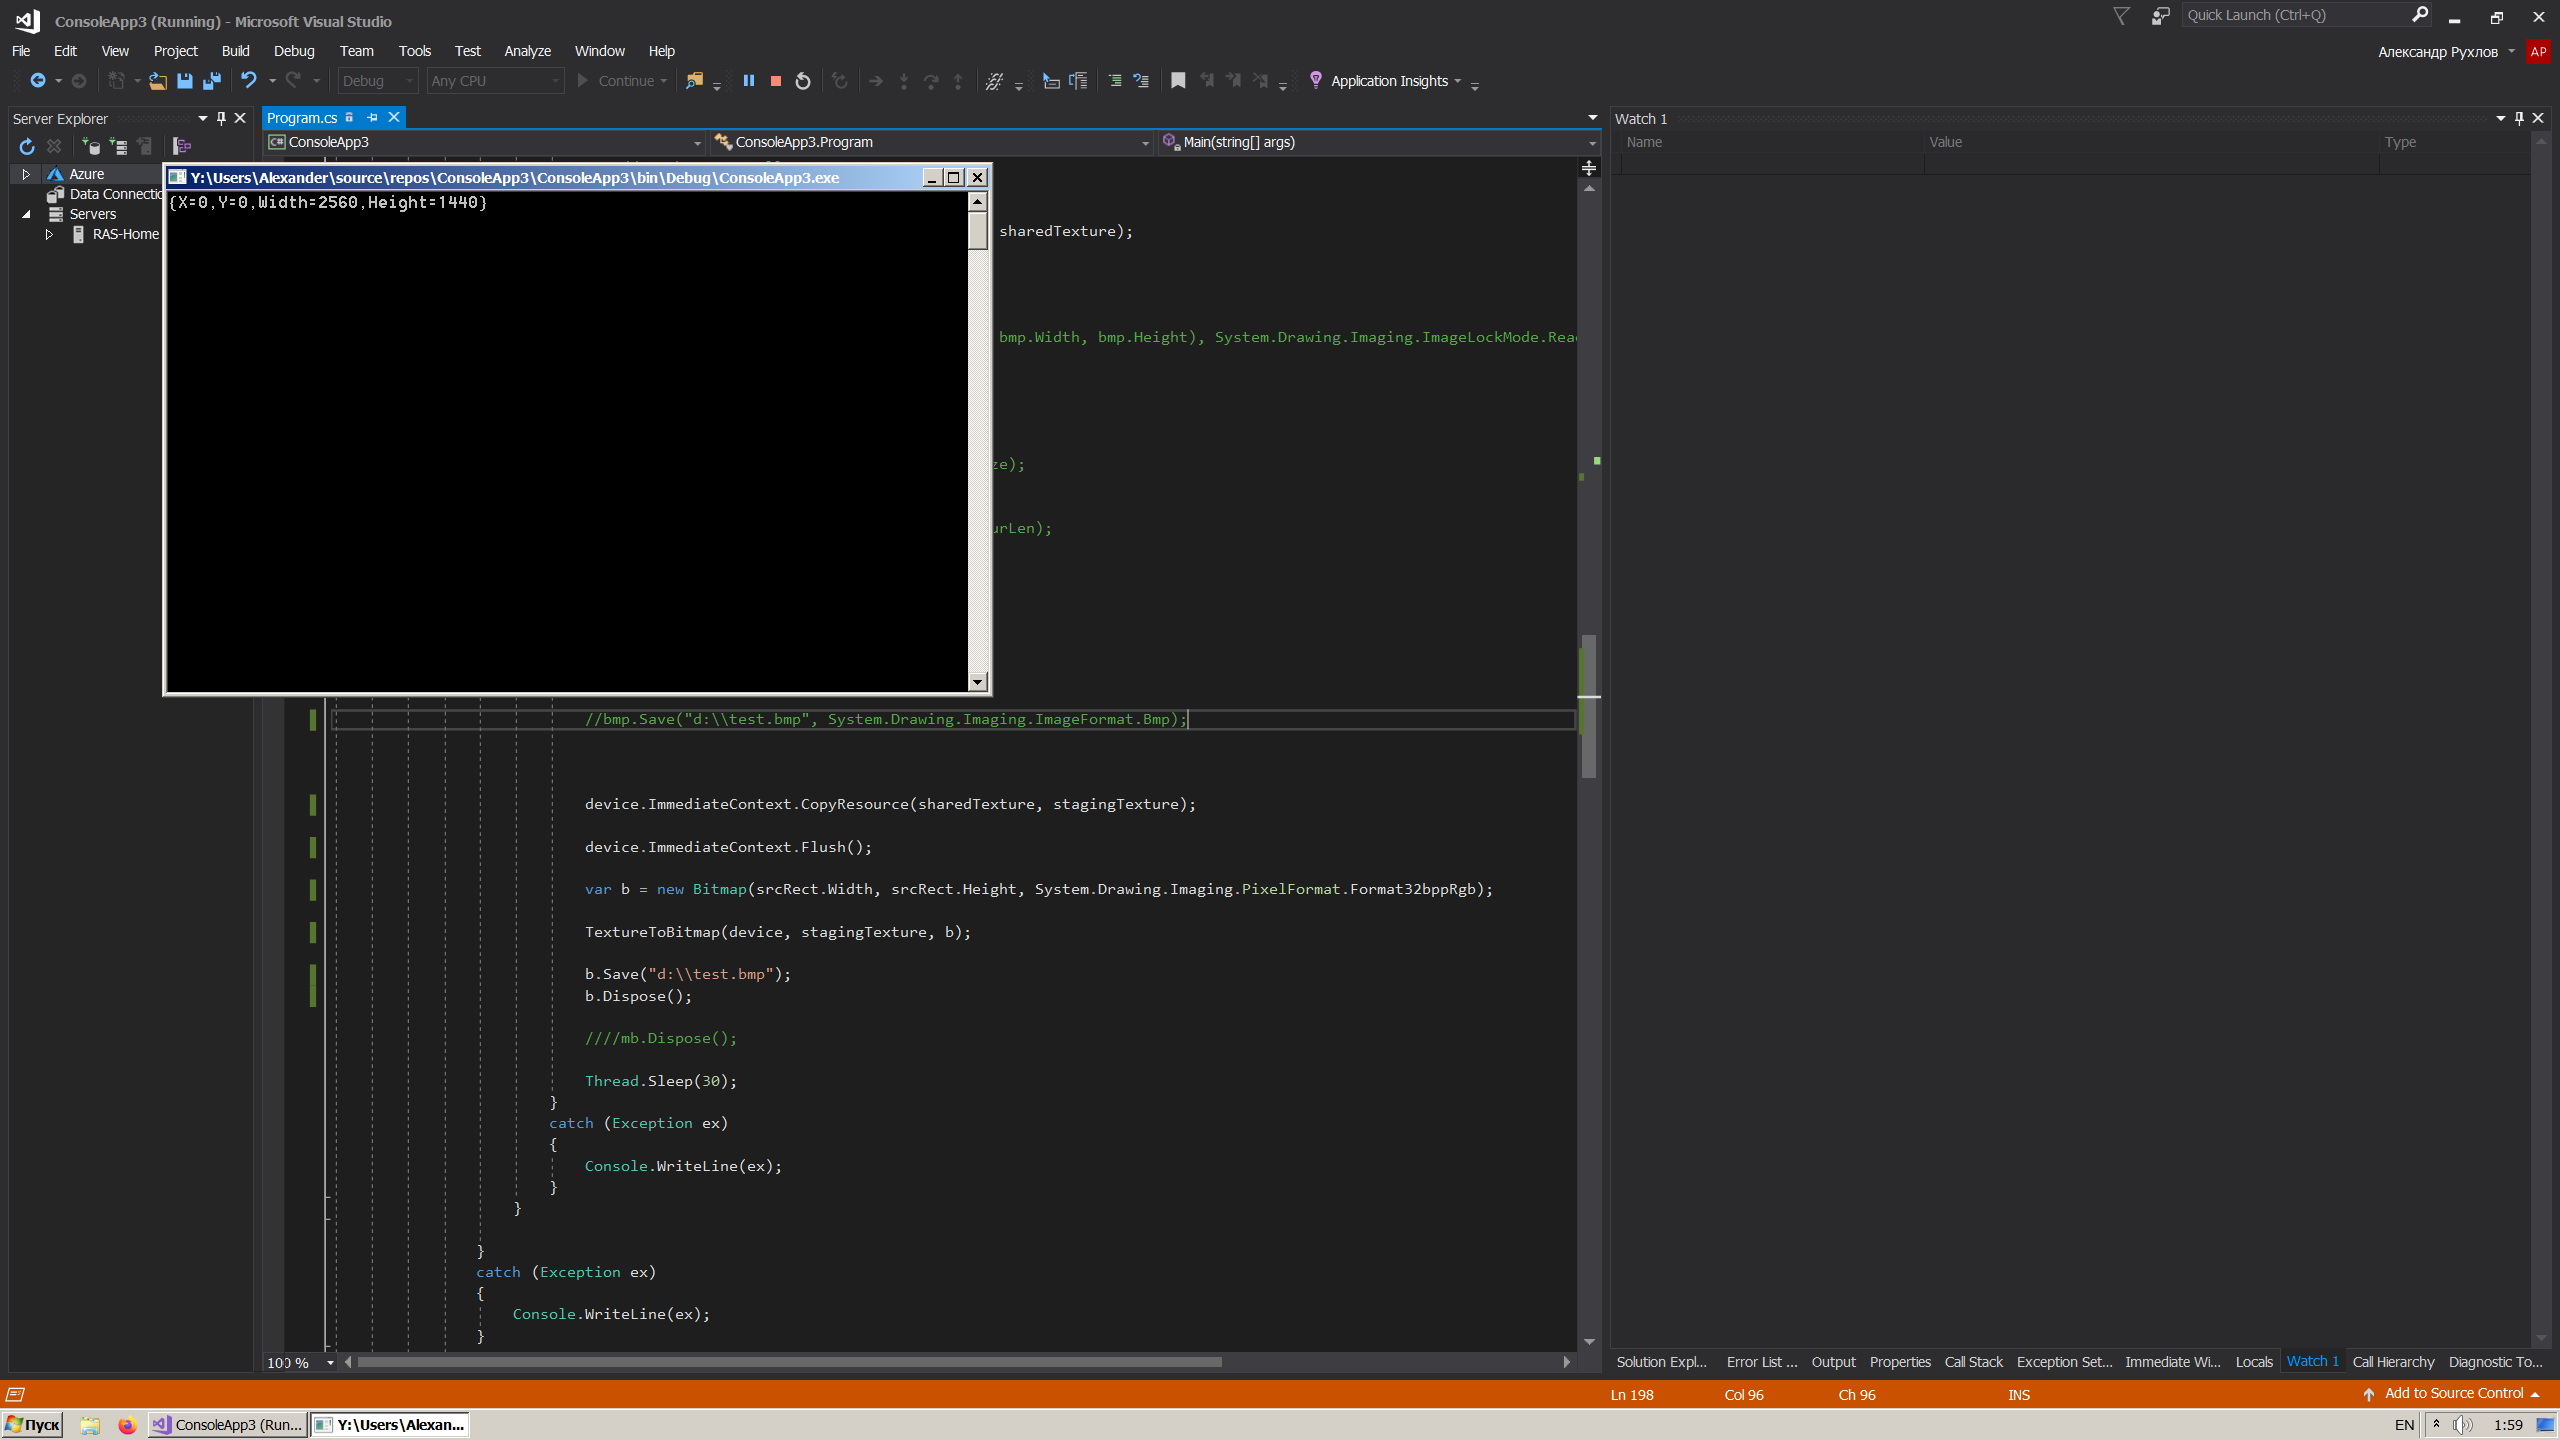 ConsoleApp3 (Running) - Microsoft Visual Studio
Quick Launch (Ctrl+Q)
File Edit View Project Build Debug Team Tools Test Analyze Window Help
Александр Рухлов AP
Debug Any CPU Continue Application Insights
Server Explorer
Program.cs
Watch 1
ConsoleApp3 ConsoleApp3.Program Main(string[] args)
Name Value Type
Azure
Data Connectio
Servers
RAS-Home
Y:\Users\Alexander\source\repos\ConsoleApp3\ConsoleApp3\bin\Debug\ConsoleApp3.exe
{X=0,Y=0,Width=2560,Height=1440}
sharedTexture);
bmp.Width, bmp.Height), System.Drawing.Imaging.ImageLockMode.Rea
ze);
urLen);
//bmp.Save("d:\\test.bmp", System.Drawing.Imaging.ImageFormat.Bmp);
device.ImmediateContext.CopyResource(sharedTexture, stagingTexture);
device.ImmediateContext.Flush();
var b = new Bitmap(srcRect.Width, srcRect.Height, System.Drawing.Imaging.PixelFormat.Format32bppRgb);
TextureToBitmap(device, stagingTexture, b);
b.Save("d:\\test.bmp");
b.Dispose();
////mb.Dispose();
Thread.Sleep(30);
}
catch (Exception ex)
{
Console.WriteLine(ex);
}
}
}
catch (Exception ex)
{
Console.WriteLine(ex);
}
100 %
Solution Expl... Error List ... Output Properties Call Stack Exception Set... Immediate Wi... Locals Watch 1 Call Hierarchy Diagnostic To...
Ln 198 Col 96 Ch 96 INS Add to Source Control
Пуск ConsoleApp3 (Run... Y:\Users\Alexan... EN 1:59